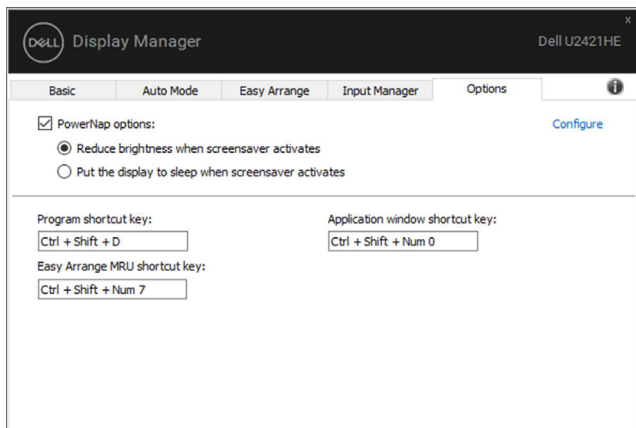 x
DELL Display Manager
Dell U2421HE
Basic
Auto Mode
Easy Arrange
Input Manager
Options
i
PowerNap options:
Configure
Reduce brightness when screensaver activates
Put the display to sleep when screensaver activates
Program shortcut key:
Application window shortcut key:
Ctrl + Shift + D
Ctrl + Shift + Num 0
Easy Arrange MRU shortcut key:
Ctrl + Shift + Num 7